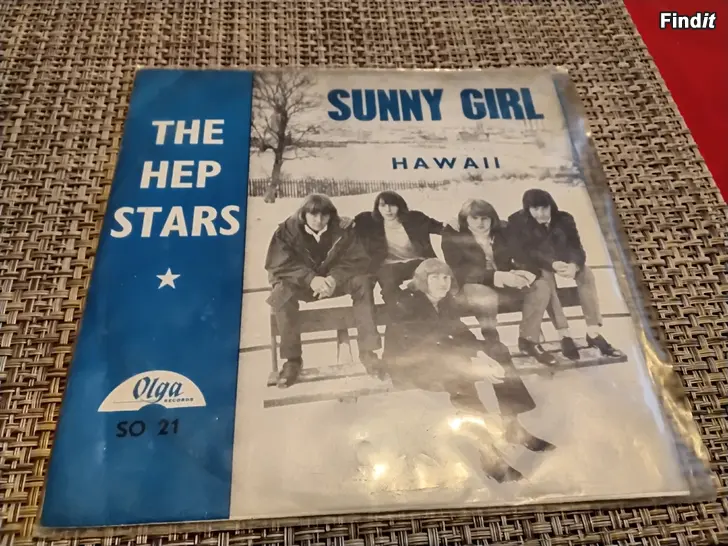 Findit
SUNNY GIRL
HAWAII
THE
HEP
STARS
Olga
RECORDS
SO 21